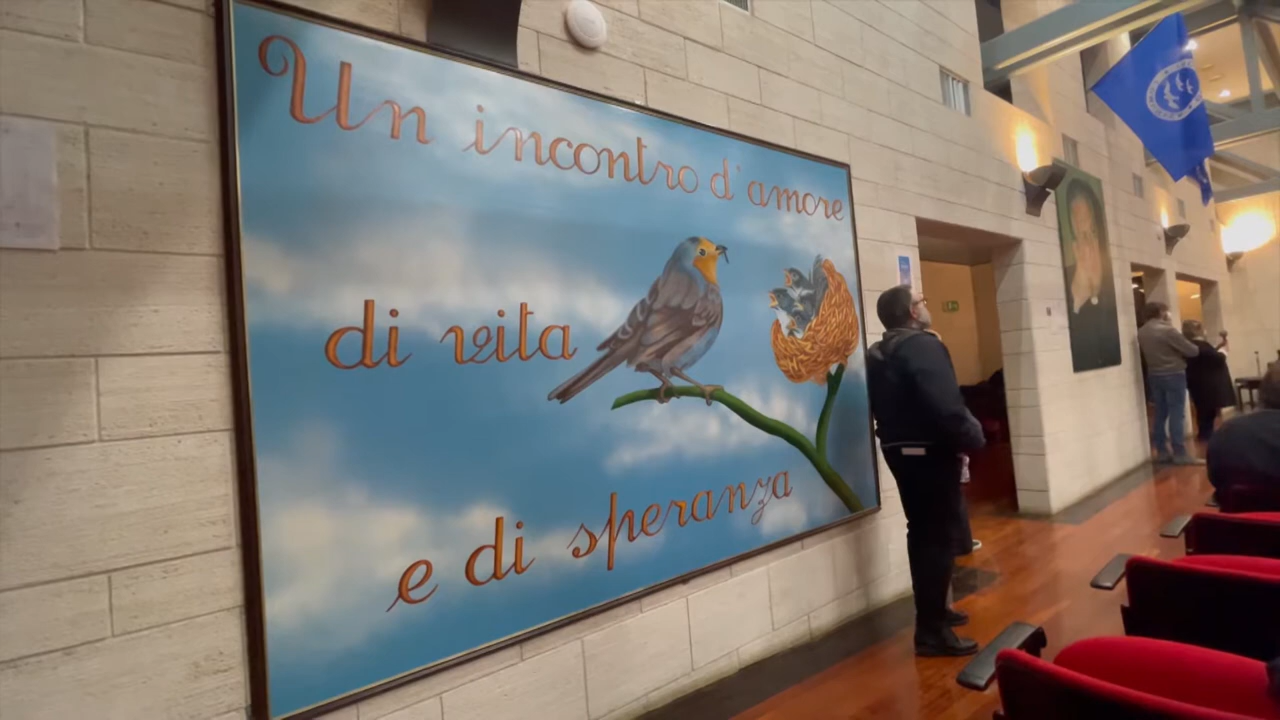 Un incontro d'amore
di vita
e di speranza